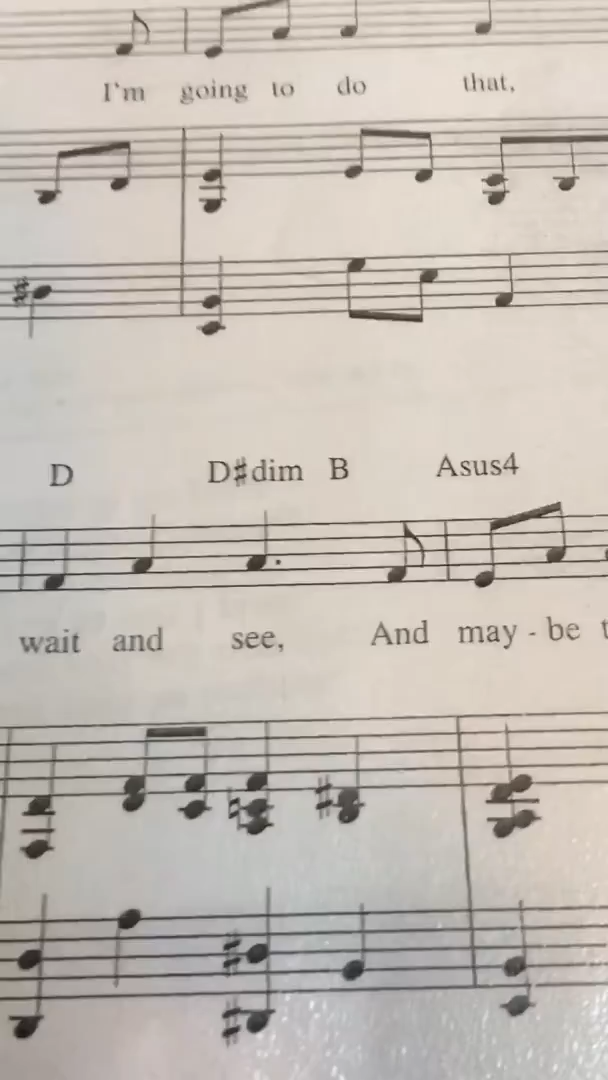 I'm going to do that,
D D♯dim B Asus4
wait and see, And may - be